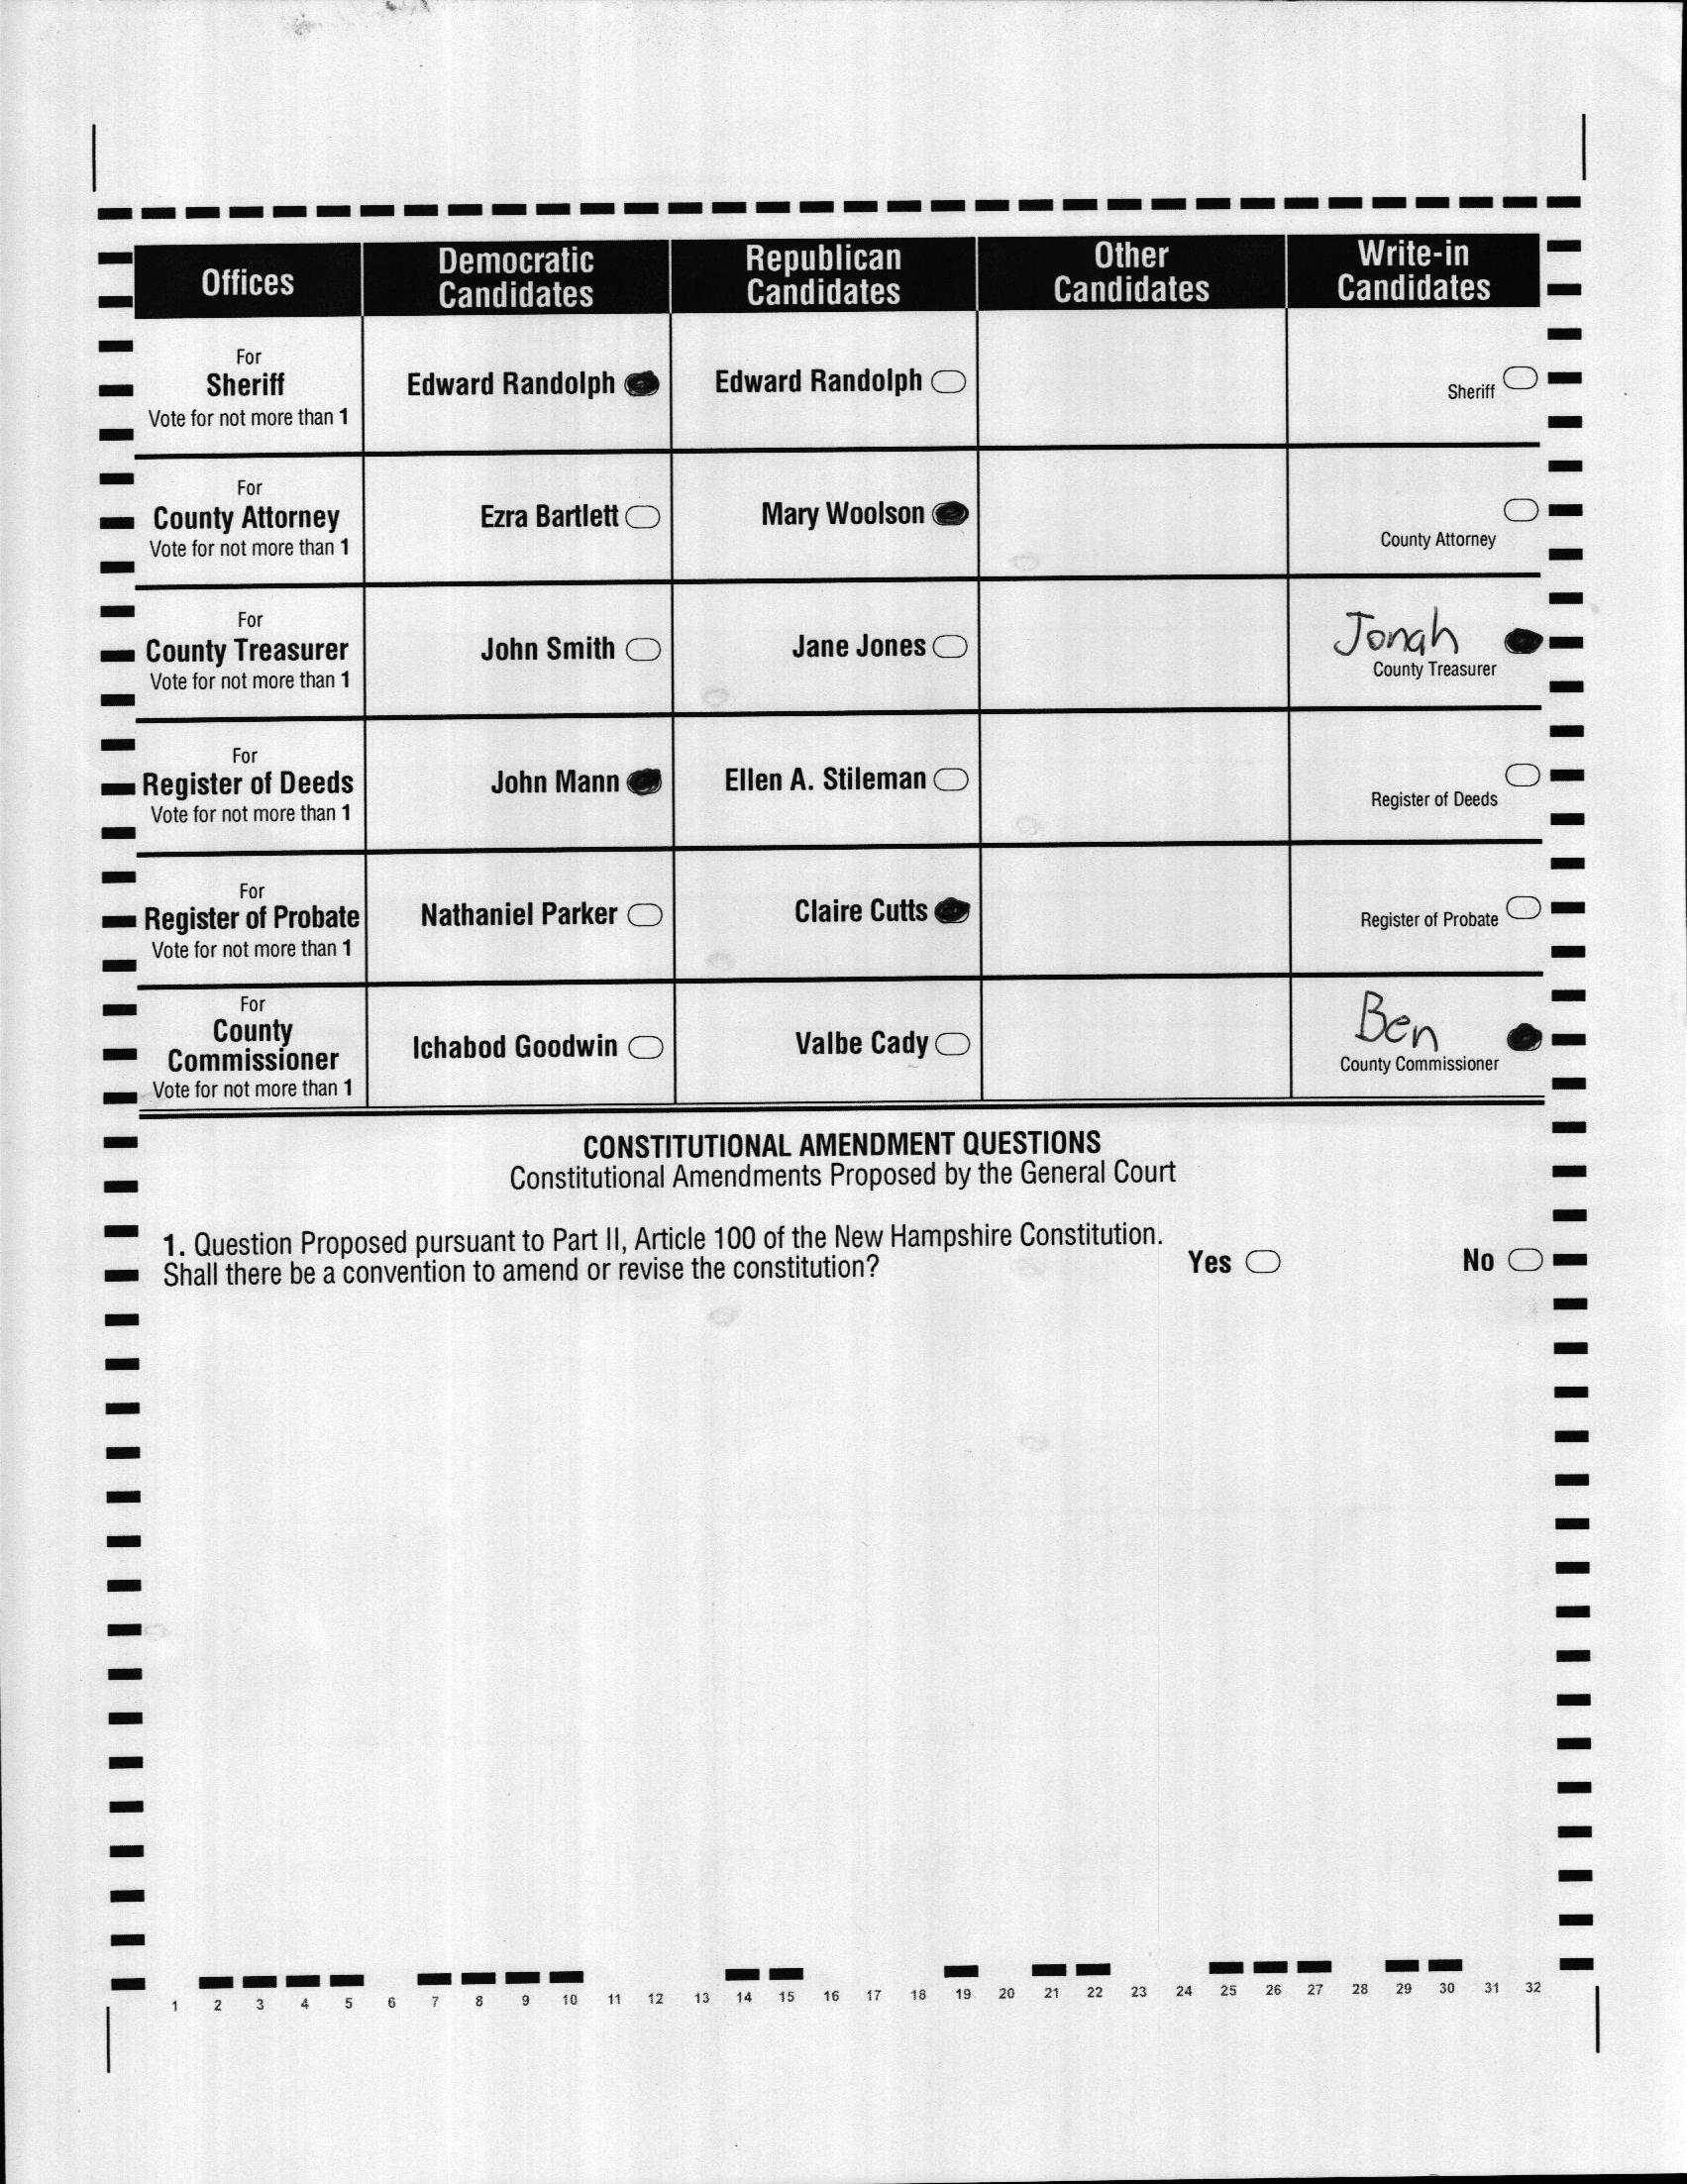 Offices
Democratic Candidates
Republican Candidates
Other Candidates
Write-in Candidates
For
Sheriff
Vote for not more than 1
Edward Randolph
Edward Randolph
Sheriff
For
County Attorney
Vote for not more than 1
Ezra Bartlett
Mary Woolson
County Attorney
For
County Treasurer
Vote for not more than 1
John Smith
Jane Jones
Jonah
County Treasurer
For
Register of Deeds
Vote for not more than 1
John Mann
Ellen A. Stileman
Register of Deeds
For
Register of Probate
Vote for not more than 1
Nathaniel Parker
Claire Cutts
Register of Probate
For
County
Commissioner
Vote for not more than 1
Ichabod Goodwin
Valbe Cady
Ben
County Commissioner
CONSTITUTIONAL AMENDMENT QUESTIONS
Constitutional Amendments Proposed by the General Court
1. Question Proposed pursuant to Part II, Article 100 of the New Hampshire Constitution.
Shall there be a convention to amend or revise the constitution?
Yes
No
1 2 3 4 5 6 7 8 9 10 11 12 13 14 15 16 17 18 19 20 21 22 23 24 25 26 27 28 29 30 31 32